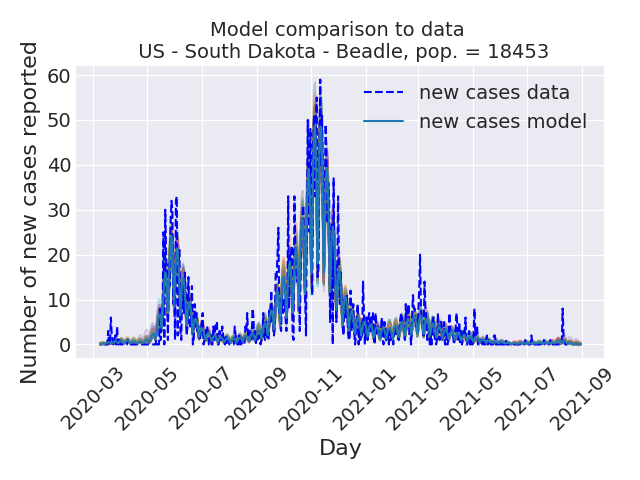 Model comparison to data
US - South Dakota - Beadle, pop. = 18453
Number of new cases reported
60
50
40
30
20
10
0
new cases data
new cases model
2020-03
2020-05
2020-07
2020-09
2020-11
2021-01
2021-03
2021-05
2021-07
2021-09
Day